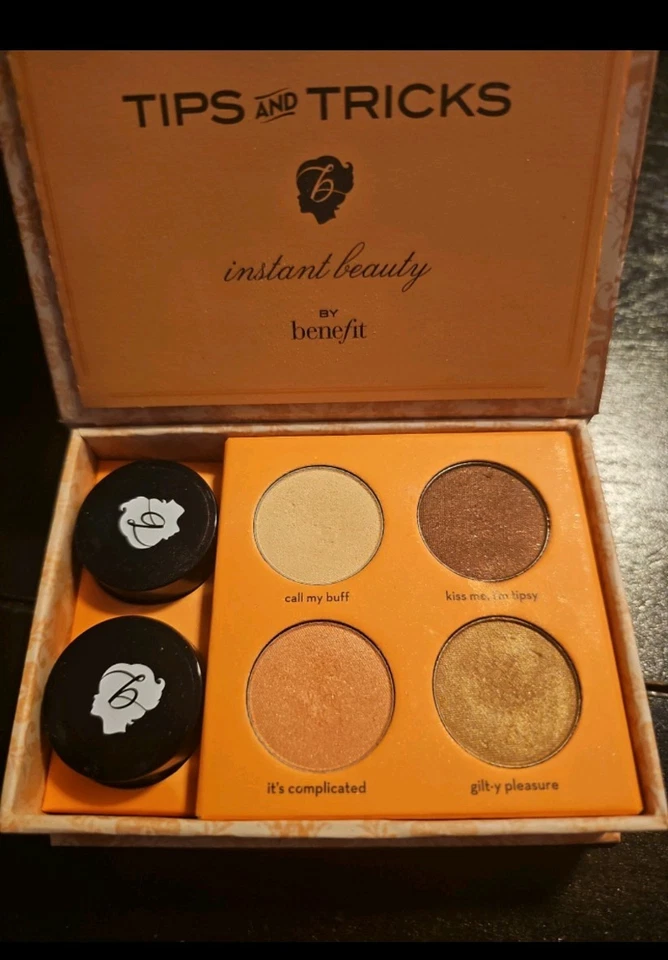 TIPS AND TRICKS
b
instant beauty
BY
benefit
b
b
call my buff
kiss me, i'm tipsy
it's complicated
gilt-y pleasure